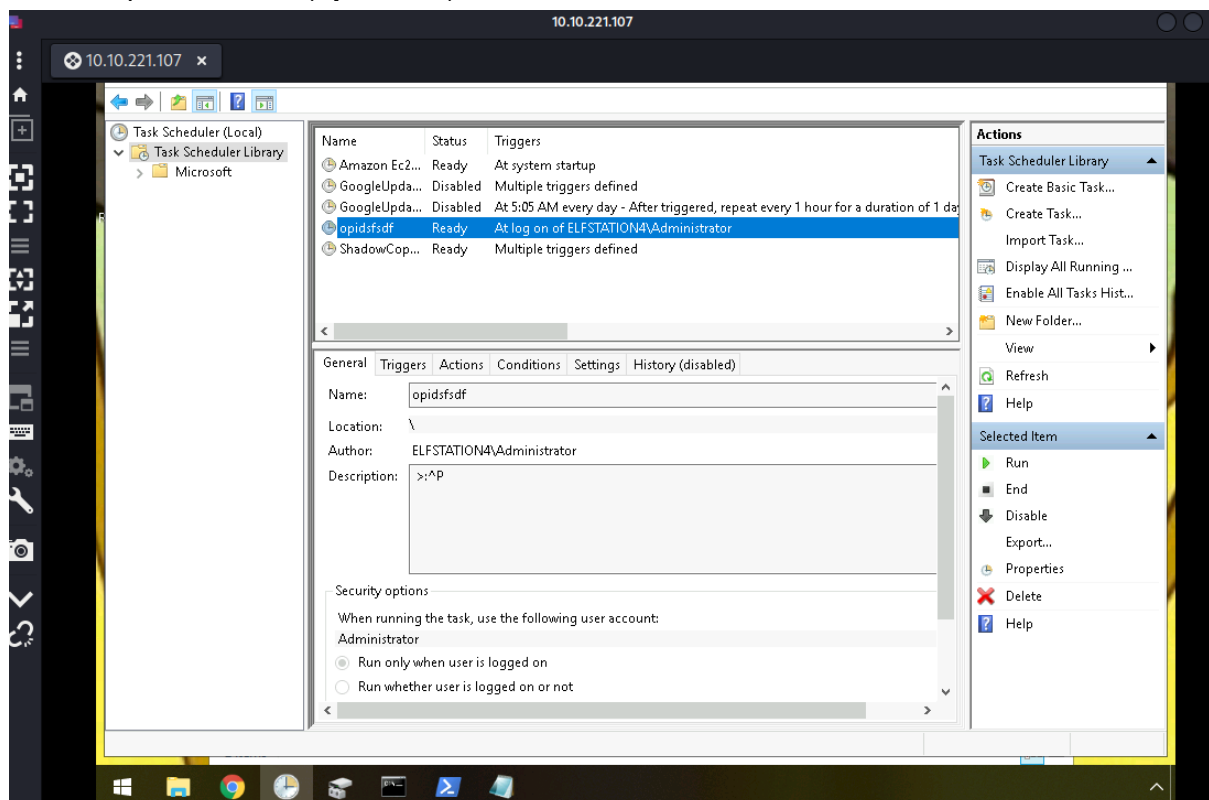 10.10.221.107
10.10.221.107 ×
Task Scheduler (Local)
Task Scheduler Library
Microsoft
Name Status Triggers
Amazon Ec2... Ready At system startup
GoogleUpda... Disabled Multiple triggers defined
GoogleUpda... Disabled At 5:05 AM every day - After triggered, repeat every 1 hour for a duration of 1 da
opidsfsdf Ready At log on of ELFSTATION4\Administrator
ShadowCop... Ready Multiple triggers defined
General Triggers Actions Conditions Settings History (disabled)
Name: opidsfsdf
Location: \
Author: ELFSTATION4\Administrator
Description: >:^P
Security options
When running the task, use the following user account:
Administrator
Run only when user is logged on
Run whether user is logged on or not
Actions
Task Scheduler Library
Create Basic Task...
Create Task...
Import Task...
Display All Running ...
Enable All Tasks Hist...
New Folder...
View
Refresh
Help
Selected Item
Run
End
Disable
Export...
Properties
Delete
Help